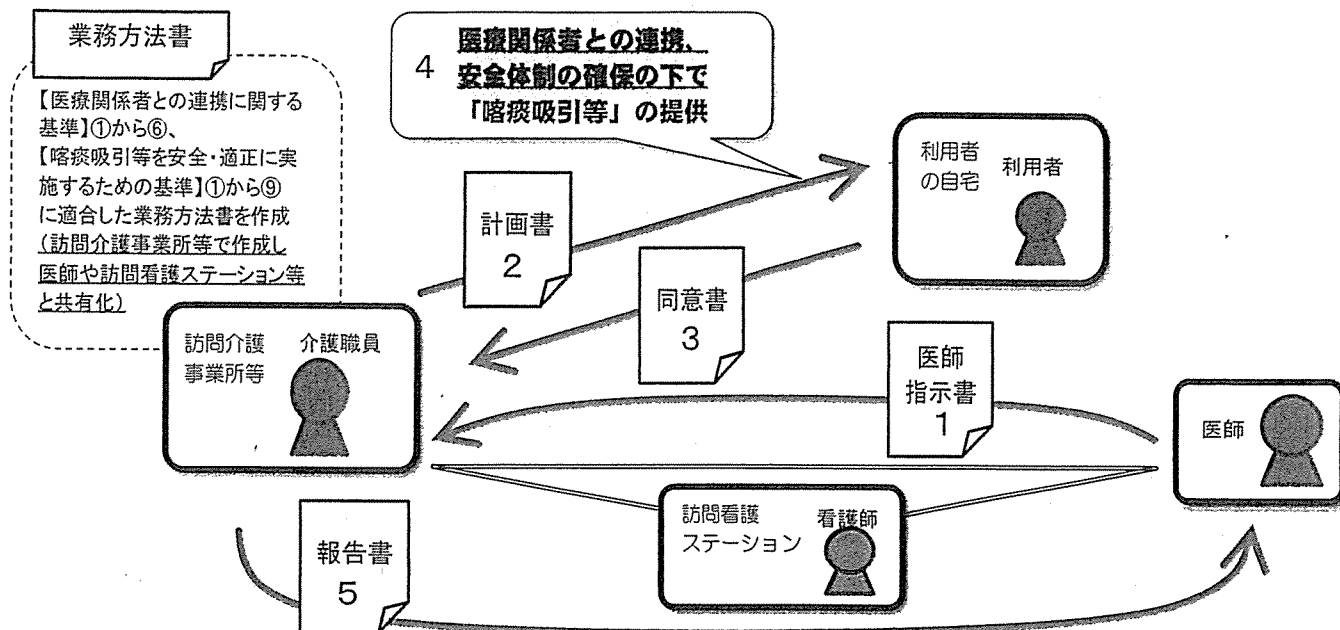 業務方法書
【医療関係者との連携に関する
基準】①から⑥、
【喀痰吸引等を安全・適正に実
施するための基準】①から⑨
に適合した業務方法書を作成
(訪問介護事業所等で作成し
医師や訪問看護ステーション等
と共有化)
4
医療関係者との連携、
安全体制の確保の下で
「喀痰吸引等」の提供
利用者
の自宅
利用者
計画書
2
同意書
3
訪問介護
事業所等
介護職員
医師
指示書
1
医師
訪問看護
ステーション
看護師
報告書
5